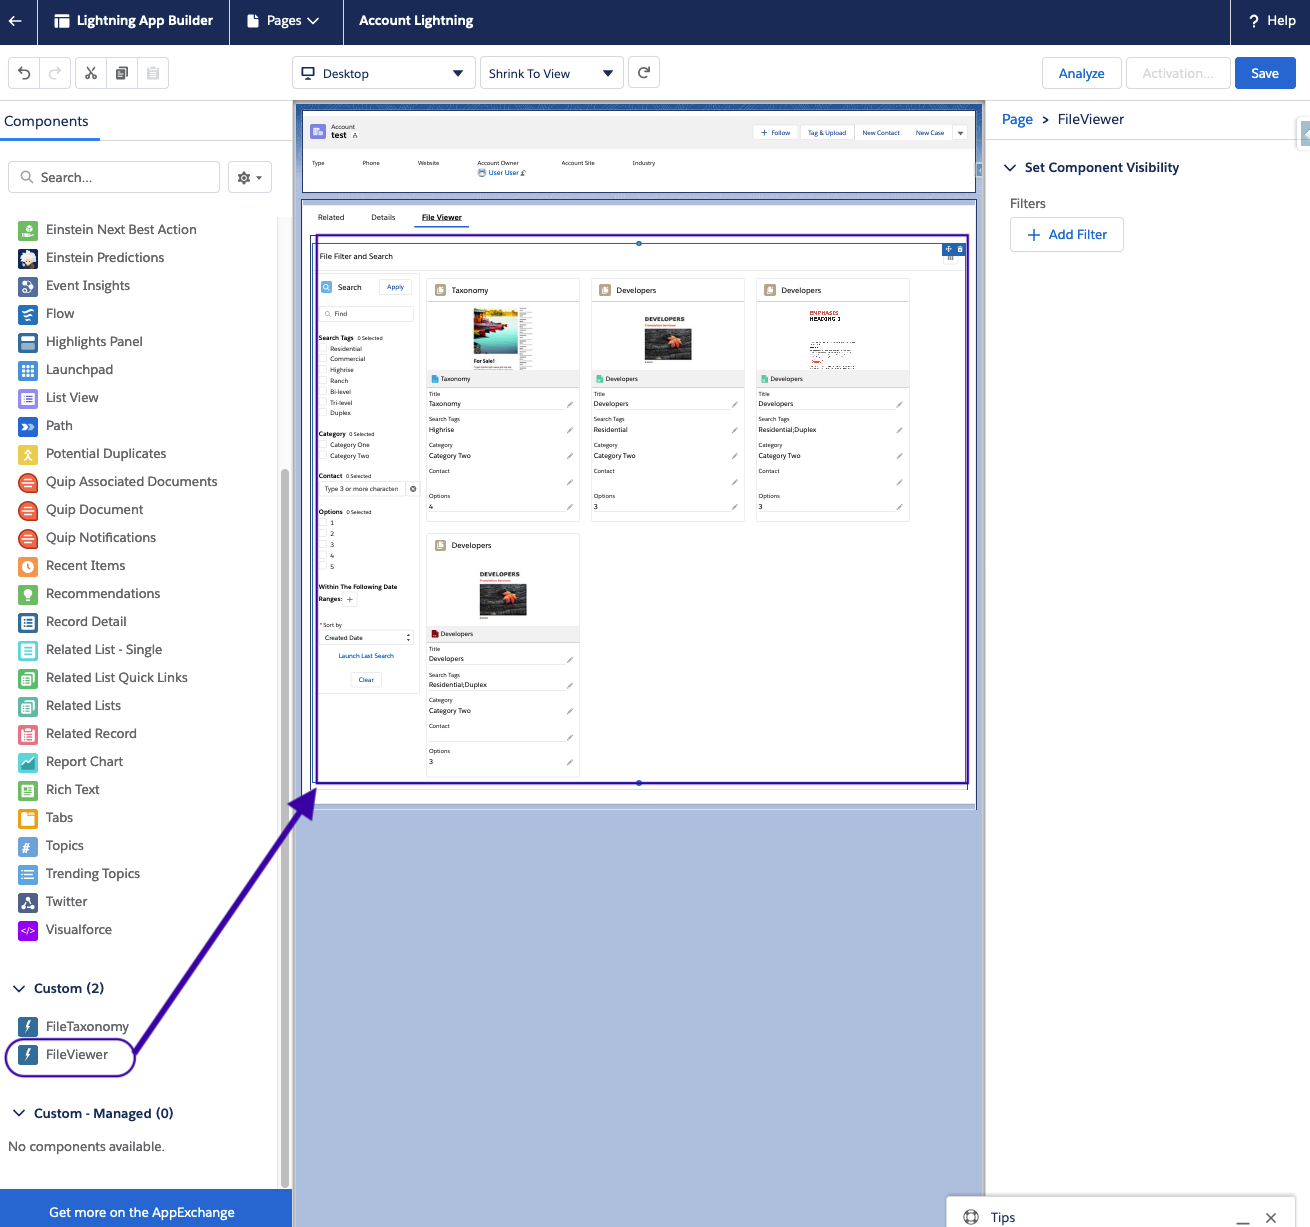 Lightning App Builder
Pages
Account Lightning
? Help
Desktop
Shrink To View
Analyze
Activation...
Save
Components
Search...
Einstein Next Best Action
Einstein Predictions
Event Insights
Flow
Highlights Panel
Launchpad
List View
Path
Potential Duplicates
Quip Associated Documents
Quip Document
Quip Notifications
Recent Items
Recommendations
Record Detail
Related List - Single
Related List Quick Links
Related Lists
Related Record
Report Chart
Rich Text
Tabs
Topics
Trending Topics
Twitter
Visualforce
Custom (2)
FileTaxonomy
FileViewer
Custom - Managed (0)
No components available.
Get more on the AppExchange
Account
test
+ Follow
Tag & Upload
New Contact
New Case
Type
Phone
Website
Account Owner
Account Site
Industry
User User
Related
Details
File Viewer
File Filter and Search
Search
Apply
Find
Search Tags 0 Selected
Residential
Commercial
Highrise
Ranch
Bi-level
Tri-level
Duplex
Category 0 Selected
Category One
Category Two
Contact 0 Selected
Type 3 or more characters
Options 0 Selected
1
2
3
4
5
Within The Following Date
Ranges: +
* Sort by
Created Date
Launch Last Search
Clear
Taxonomy
For Sale!
Taxonomy
Title
Taxonomy
Search Tags
Highrise
Category
Category Two
Contact
Options
4
Developers
DEVELOPERS
Developers
Title
Developers
Search Tags
Residential
Category
Category Two
Contact
Options
3
Developers
EMPHASIS
HEADING 1
Developers
Title
Developers
Search Tags
Residential;Duplex
Category
Category Two
Contact
Options
3
Developers
DEVELOPERS
Developers
Title
Developers
Search Tags
Residential;Duplex
Category
Category Two
Contact
Options
3
Page > FileViewer
Set Component Visibility
Filters
+ Add Filter
Tips